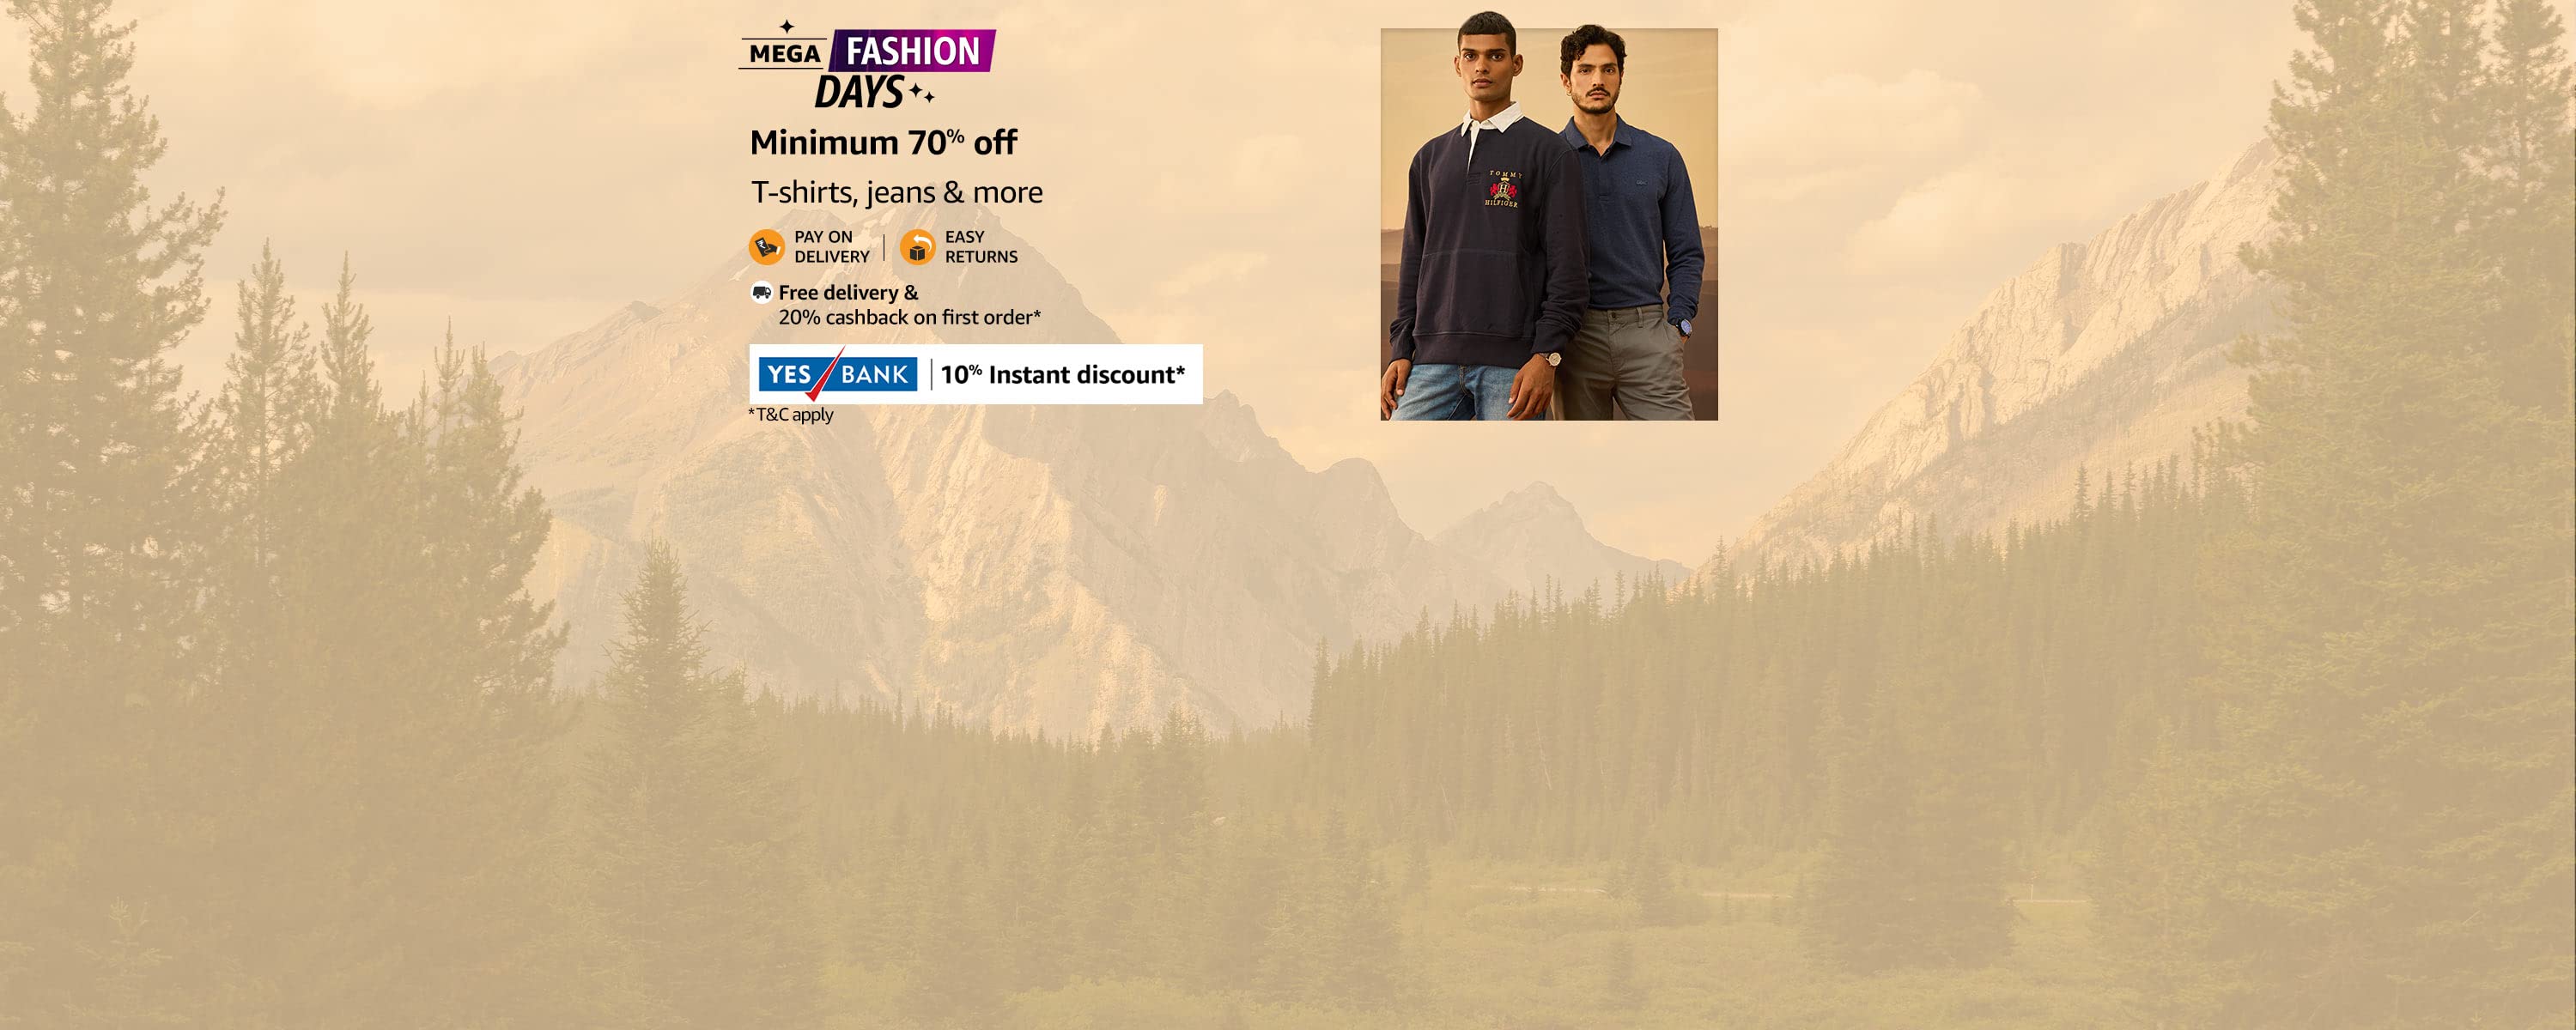 MEGA FASHION
DAYS
Minimum 70% off
T-shirts, jeans & more
PAY ON
DELIVERY
EASY
RETURNS
Free delivery &
20% cashback on first order*
YES BANK 10% Instant discount*
*T&C apply
TOMMY
H
HILFIGER